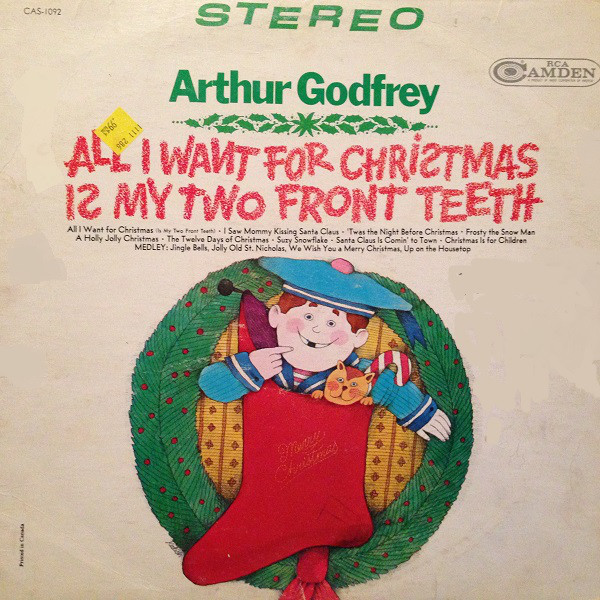 CAS-1092
STEREO
RCA
CAMDEN
Arthur Godfrey
ALL I WANT FOR CHRISTMAS
IS MY TWO FRONT TEETH
All I Want for Christmas (Is My Two Front Teeth) • I Saw Mommy Kissing Santa Claus • 'Twas the Night Before Christmas • Frosty the Snow Man
A Holly Jolly Christmas • The Twelve Days of Christmas • Suzy Snowflake • Santa Claus Is Comin' to Town • Christmas Is for Children
MEDLEY: Jingle Bells, Jolly Old St. Nicholas, We Wish You a Merry Christmas, Up on the Housetop
Merry
Christmas
Printed in Canada